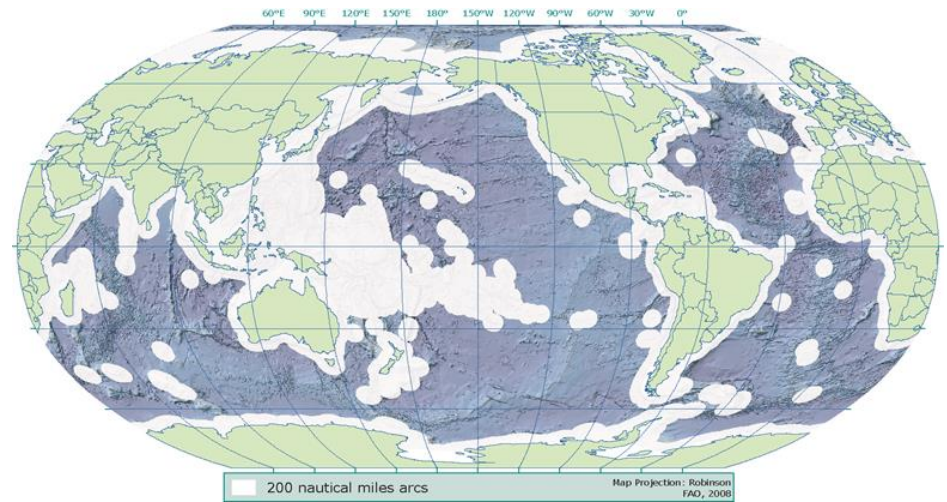 60°E 90°E 120°E 150°E 180° 150°W 120°W 90°W 60°W 30°W 0°
200 nautical miles arcs
Map Projection: Robinson
FAO, 2008